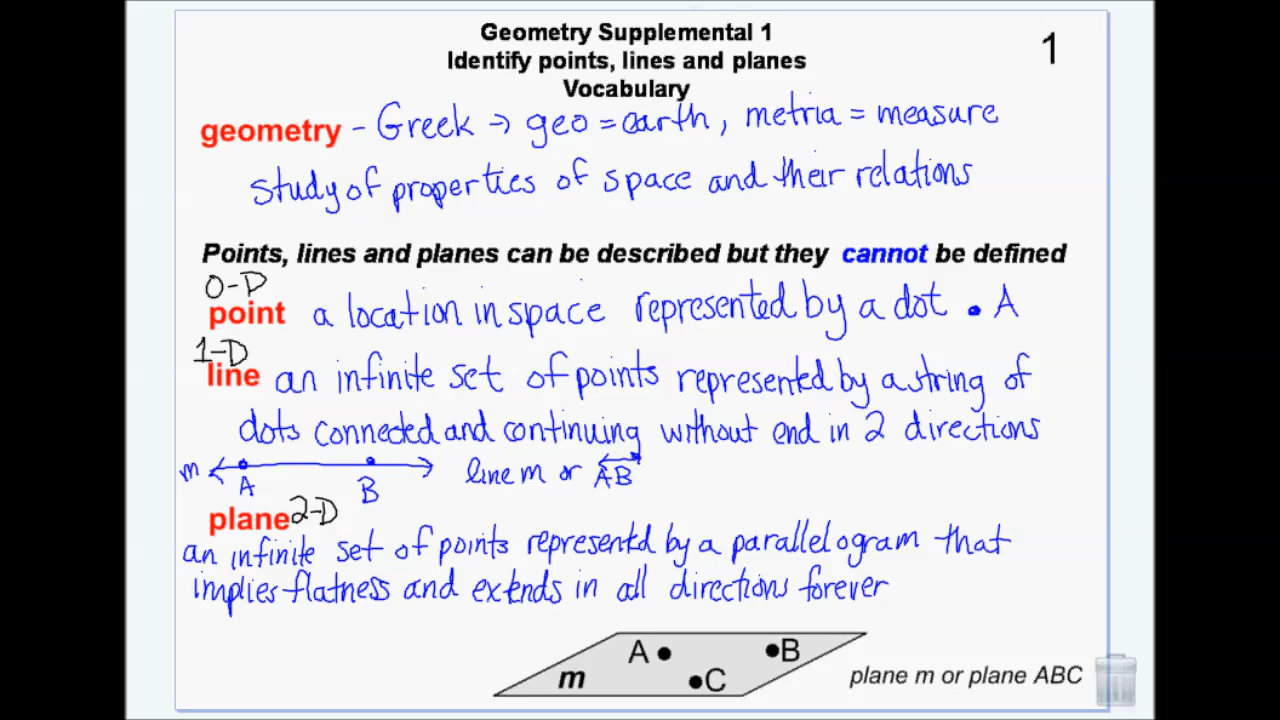 Geometry Supplemental 1
1
Identify points, lines and planes
Vocabulary
geometry - Greek → geo = earth, metria = measure
study of properties of space and their relations
Points, lines and planes can be described but they cannot be defined
0-D
point a location in space represented by a dot • A
1-D
line an infinite set of points represented by a string of
dots connected and continuing without end in 2 directions
m A B line m or AB
plane 2-D
an infinite set of points represented by a parallelogram that
implies flatness and extends in all directions forever
A B
m C plane m or plane ABC